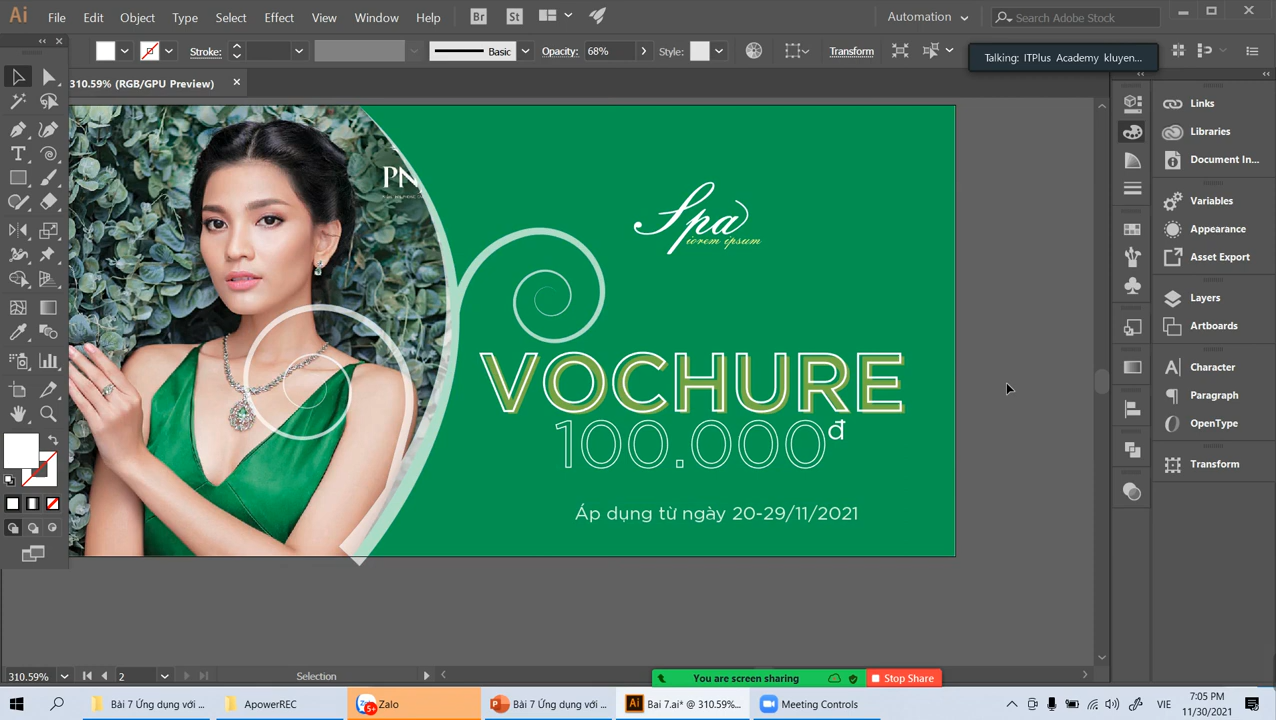 Ai File Edit Object Type Select Effect View Window Help Br St Automation Search Adobe Stock
Stroke: Basic Opacity: 68% Style: Transform
Talking: ITPlus Academy kluyen...
310.59% (RGB/GPU Preview) ×
Links
Libraries
Document In...
Variables
Appearance
Asset Export
Layers
Artboards
Character
Paragraph
OpenType
Transform
PN
Spa
lorem ipsum
VOCHURE
100.000đ
Áp dụng từ ngày 20-29/11/2021
310.59% 2 Selection
You are screen sharing Stop Share
Bài 7 Ứng dụng với ... ApowerREC 5+ Zalo Bài 7 Ứng dụng với ... Ai Bai 7.ai* @ 310.59%... Meeting Controls VIE
7:05 PM
11/30/2021